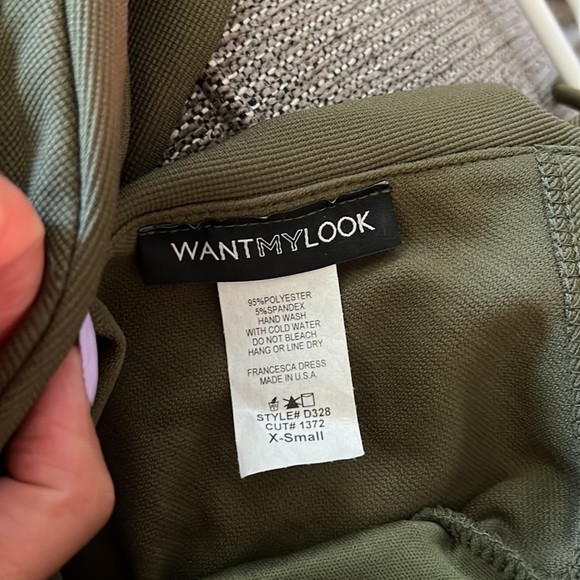 WANTMYLOOK
95%POLYESTER
5%SPANDEX
HAND WASH
WITH COLD WATER
DO NOT BLEACH
HANG OR LINE DRY
FRANCESCA DRESS
MADE IN U.S.A.
STYLE# D328
CUT# 1372
X-Small